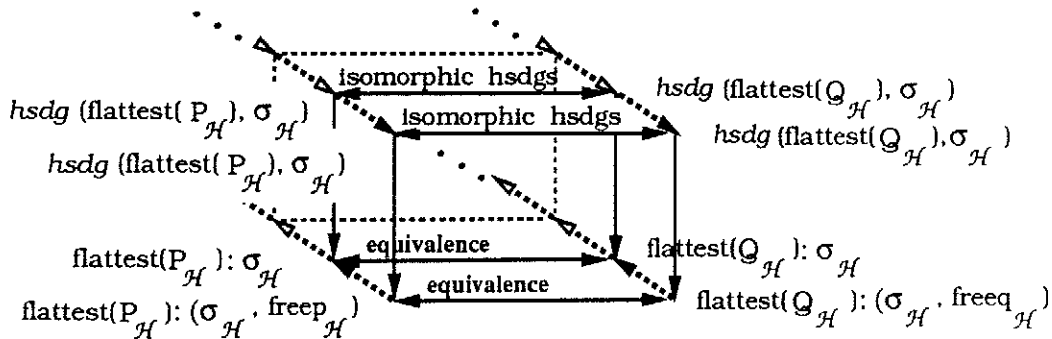 isomorphic hsdgs
hsdg (flattest(Q_ℋ), σ_ℋ)
hsdg (flattest( P_ℋ), σ_ℋ)
isomorphic hsdgs
hsdg (flattest(Q_ℋ),σ_ℋ)
hsdg (flattest( P_ℋ), σ_ℋ)
equivalence
flattest(P_ℋ): σ_ℋ
flattest(Q_ℋ): σ_ℋ
equivalence
flattest(P_ℋ): (σ_ℋ , freep_ℋ)
flattest(Q_ℋ): (σ_ℋ , freeq_ℋ)